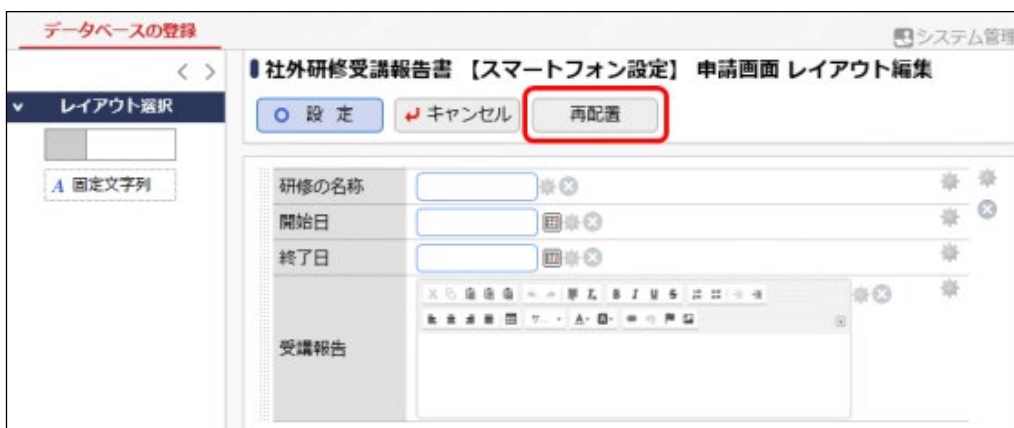 データベースの登録
システム管理
社外研修受講報告書 【スマートフォン設定】 申請画面 レイアウト編集
レイアウト選択
設 定
キャンセル
再配置
A 固定文字列
研修の名称
開始日
終了日
B I U S
受講報告